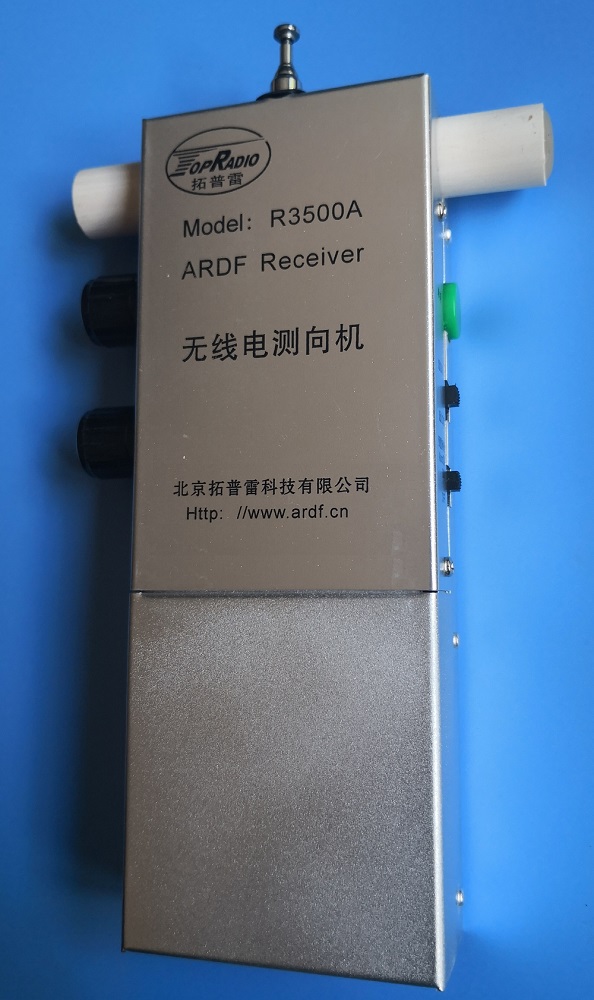 TOPRADIO
拓普雷
Model: R3500A
ARDF Receiver
无线电测向机
北京拓普雷科技有限公司
Http: //www.ardf.cn